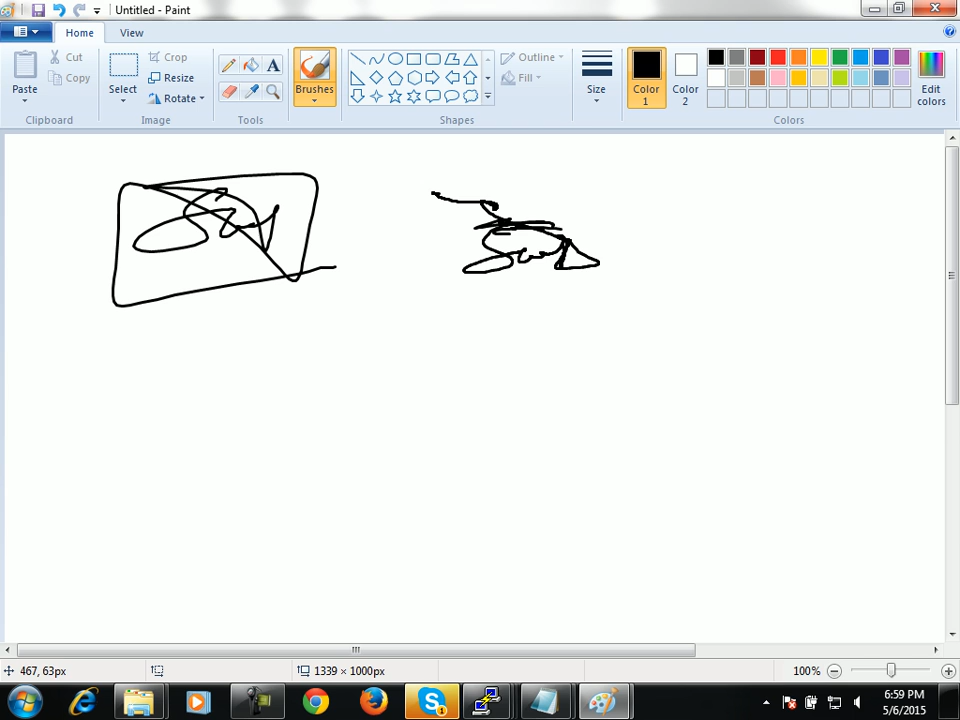 Untitled - Paint
Home View
Paste Cut Copy Select Crop Resize Rotate A Brushes Outline Fill Size Color 1 Color 2 Edit colors
Clipboard Image Tools Shapes Colors
467, 63px 1339 × 1000px 100%
6:59 PM
5/6/2015